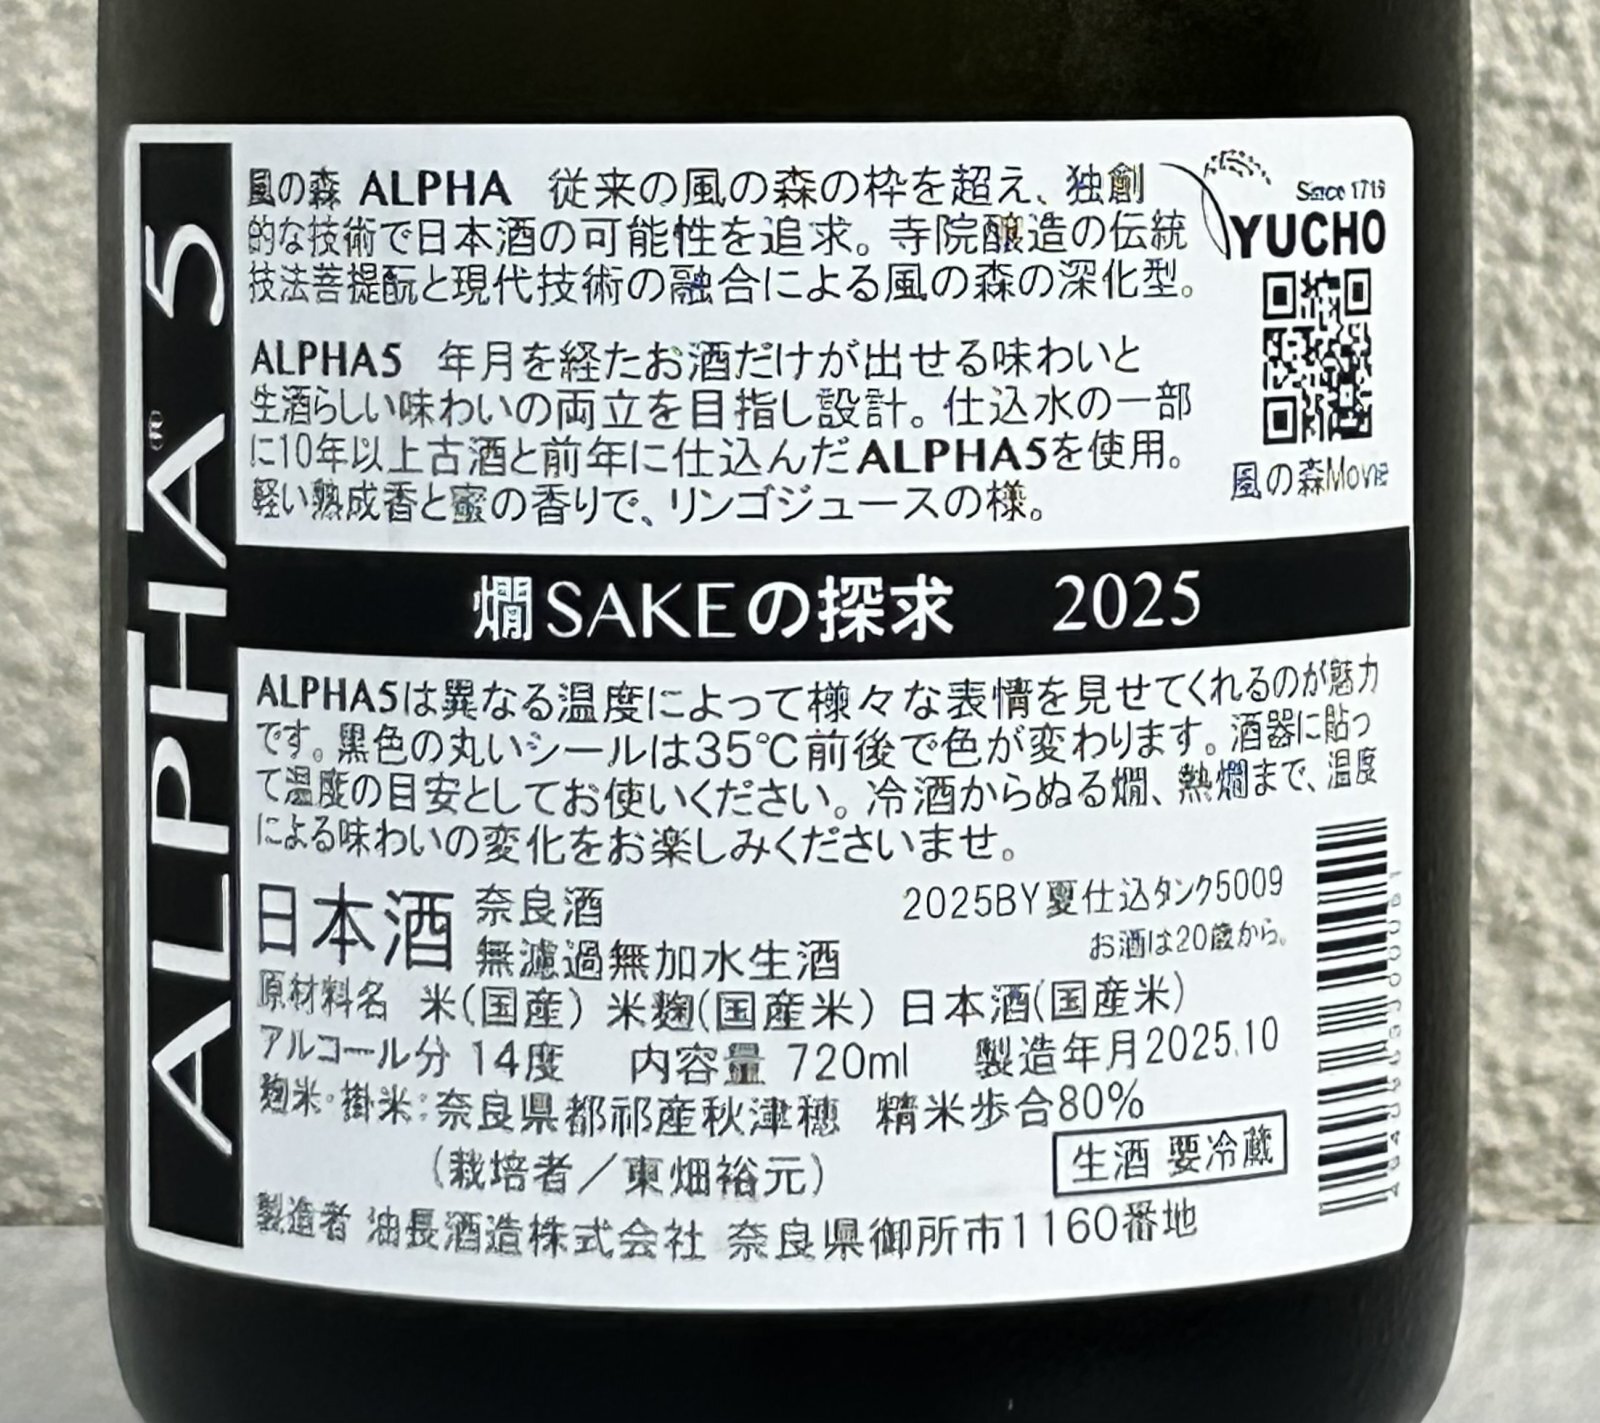 ALPHA® 5
風の森 ALPHA 従来の風の森の枠を超え、独創
的な技術で日本酒の可能性を追求。寺院醸造の伝統
技法菩提酛と現代技術の融合による風の森の深化型。
Since 1719
YUCHO
ALPHA5 年月を経たお酒だけが出せる味わいと
生酒らしい味わいの両立を目指し設計。仕込水の一部
に10年以上古酒と前年に仕込んだALPHA5を使用。
軽い熟成香と蜜の香りで、リンゴジュースの様。
風の森Movie
燗SAKEの探求 2025
ALPHA5は異なる温度によって様々な表情を見せてくれるのが魅力
です。黒色の丸いシールは35℃前後で色が変わります。酒器に貼っ
て温度の目安としてお使いください。冷酒からぬる燗、熱燗まで、温度
による味わいの変化をお楽しみくださいませ。
日本酒 奈良酒
無濾過無加水生酒
2025BY夏仕込タンク5009
お酒は20歳から。
原材料名 米(国産) 米麹(国産米) 日本酒(国産米)
アルコール分 14度 内容量 720ml 製造年月2025.10
麹米・掛米:奈良県都祁産秋津穂 精米歩合80%
(栽培者/東畑裕元)
生酒 要冷蔵
製造者 油長酒造株式会社 奈良県御所市1160番地